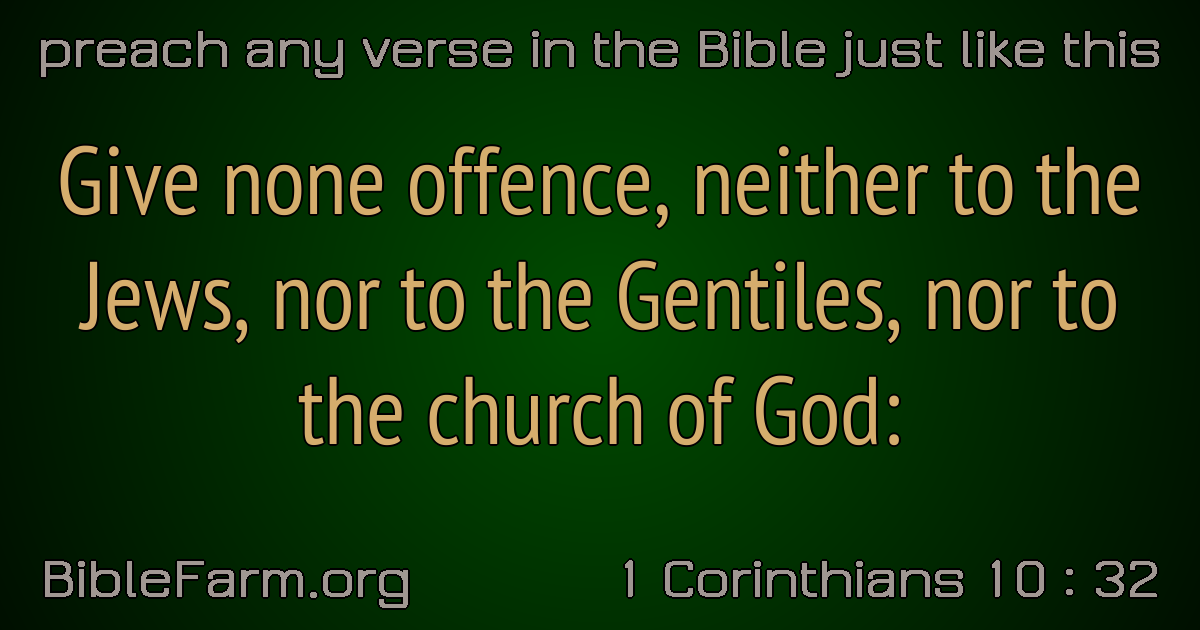 preach any verse in the Bible just like this
Give none offence, neither to the
Jews, nor to the Gentiles, nor to
the church of God:
BibleFarm.org
1 Corinthians 10 : 32